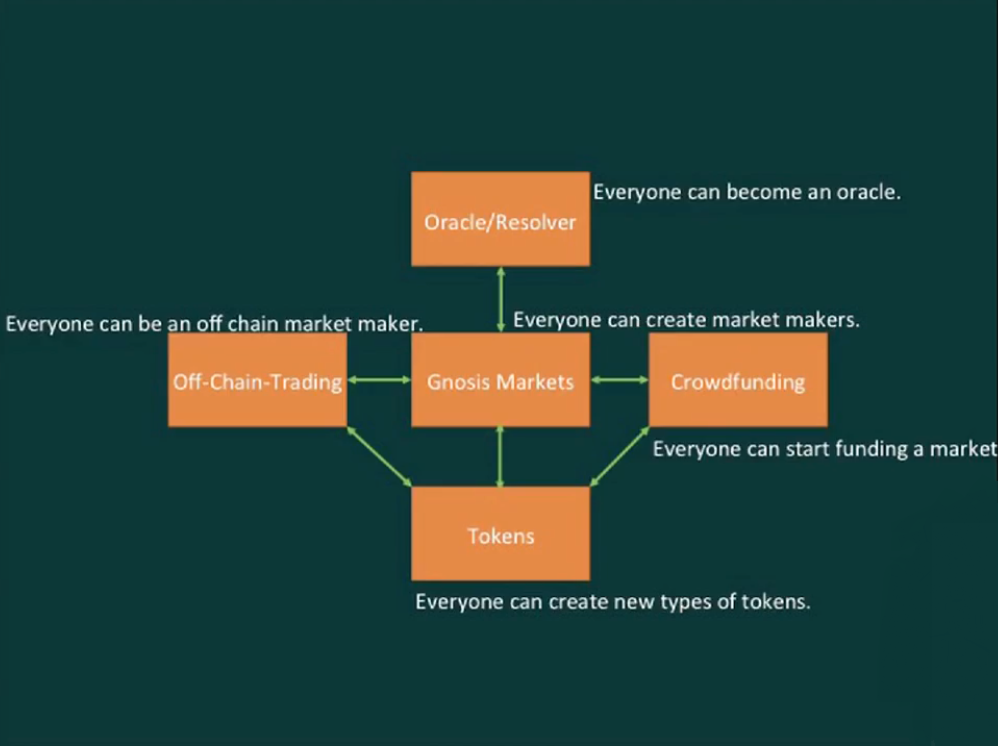 Everyone can become an oracle.
Oracle/Resolver
Everyone can be an off chain market maker.
Everyone can create market makers.
Off-Chain-Trading
Gnosis Markets
Crowdfunding
Everyone can start funding a market
Tokens
Everyone can create new types of tokens.